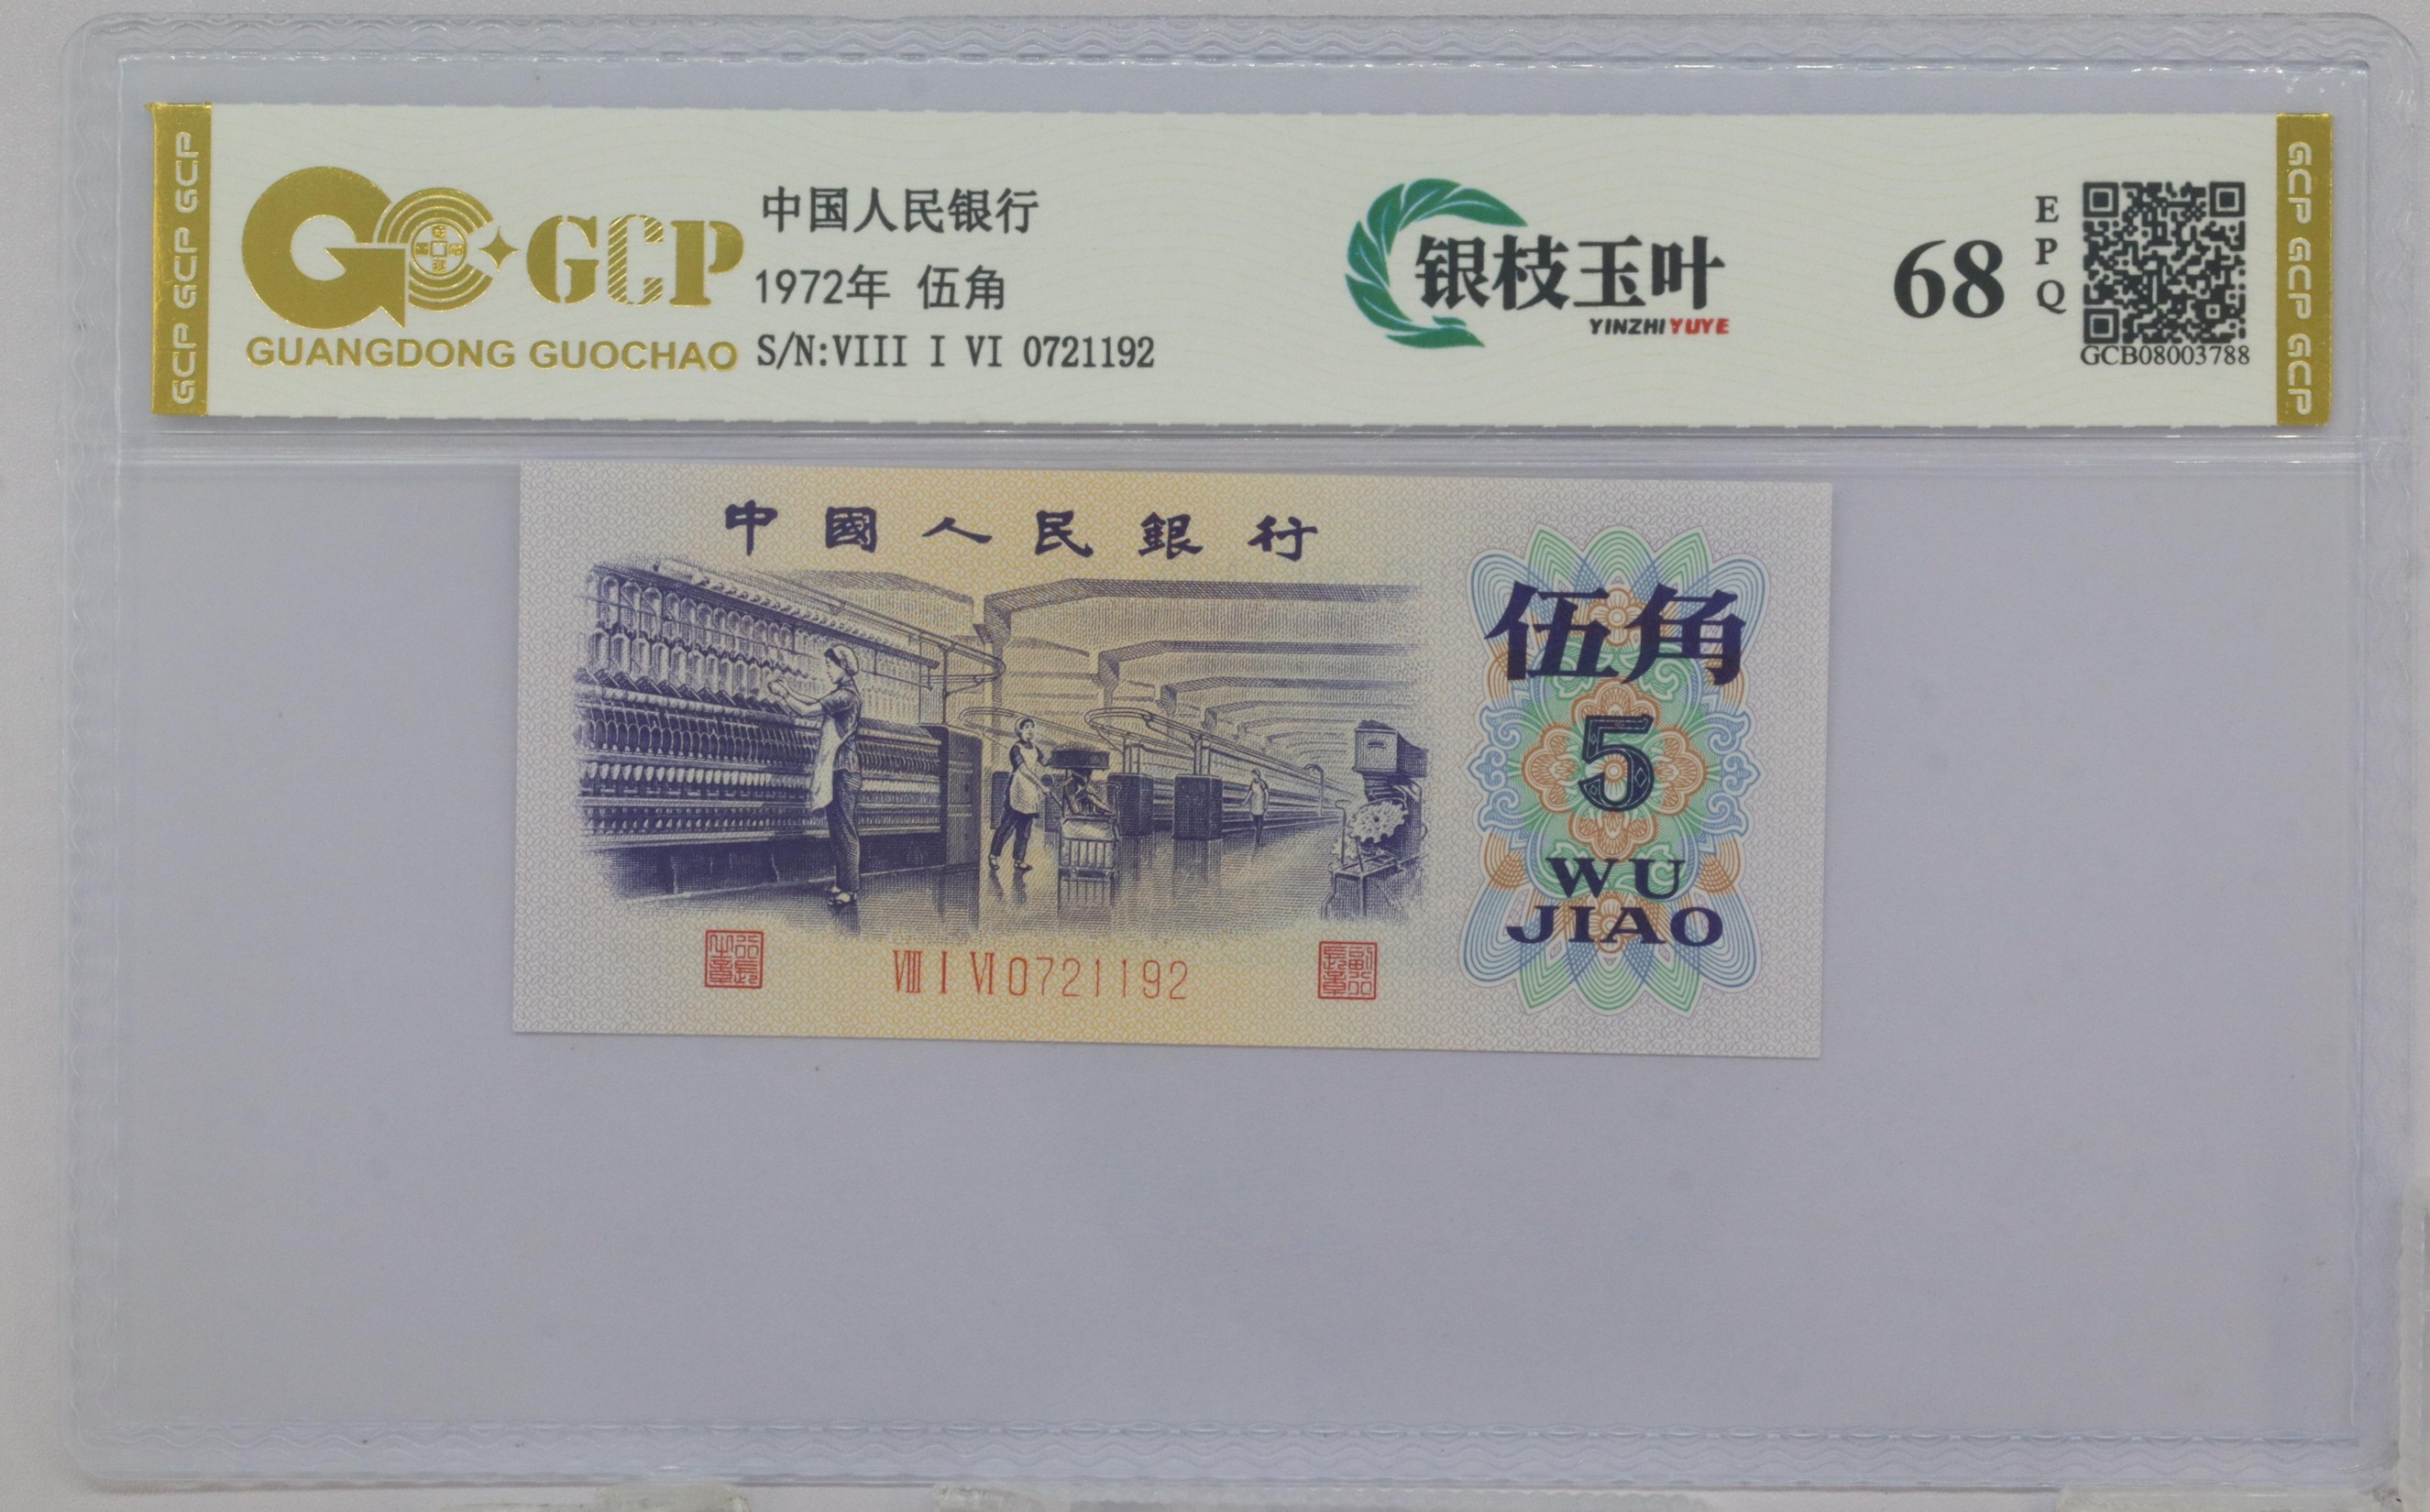 GCP GCP GCP
GCP
GUANGDONG GUOCHAO
中国人民银行
1972年 伍角
S/N:VIII I VI 0721192
银枝玉叶
YINZHI YUYE
68
EPQ
GCB08003788
GCP GCP GCP
中國人民銀行
伍角
5
WU
JIAO
VIII I VI 0721192